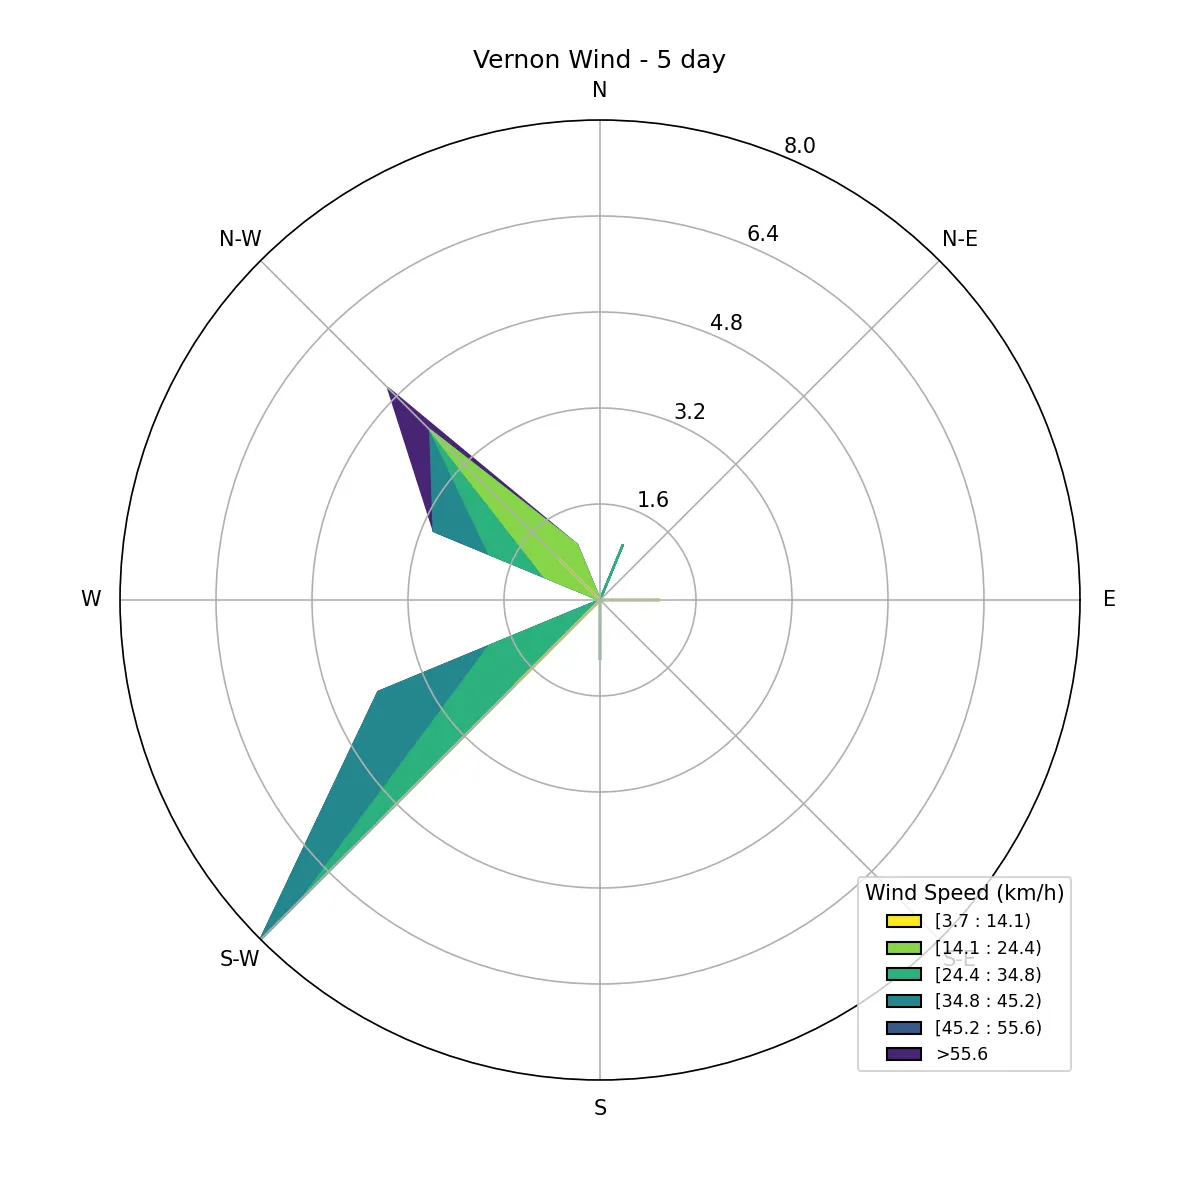 Vernon Wind - 5 day
N
8.0
N-W
6.4
N-E
4.8
3.2
1.6
W
E
Wind Speed (km/h)
[3.7 : 14.1)
[14.1 : 24.4)
S-W
S-E
[24.4 : 34.8)
[34.8 : 45.2)
[45.2 : 55.6)
>55.6
S